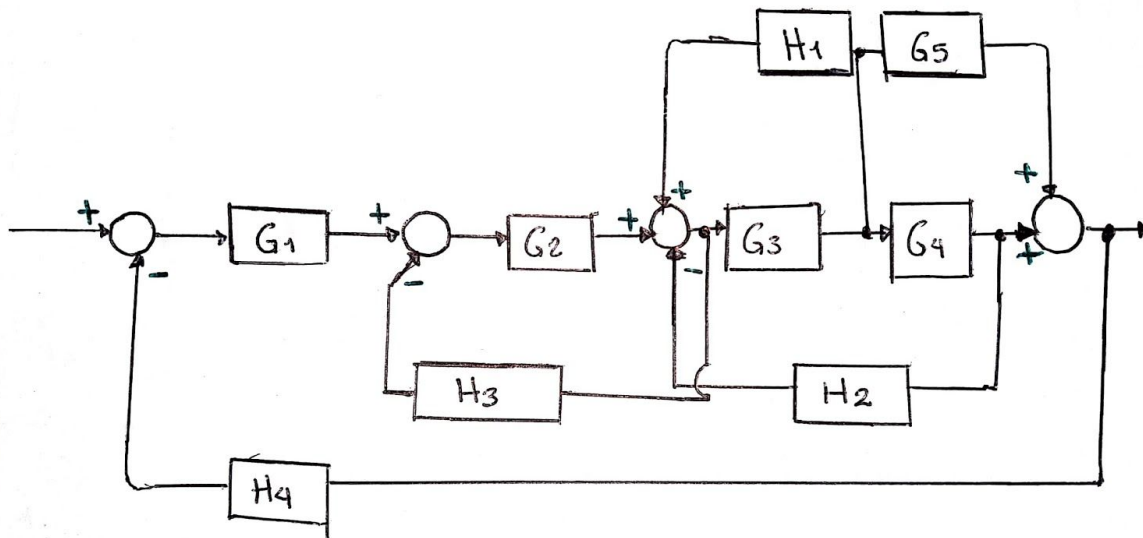 H1 G5
+ +
+ + +
G1 G2 G3 G4
- - - +
H3 H2
H4